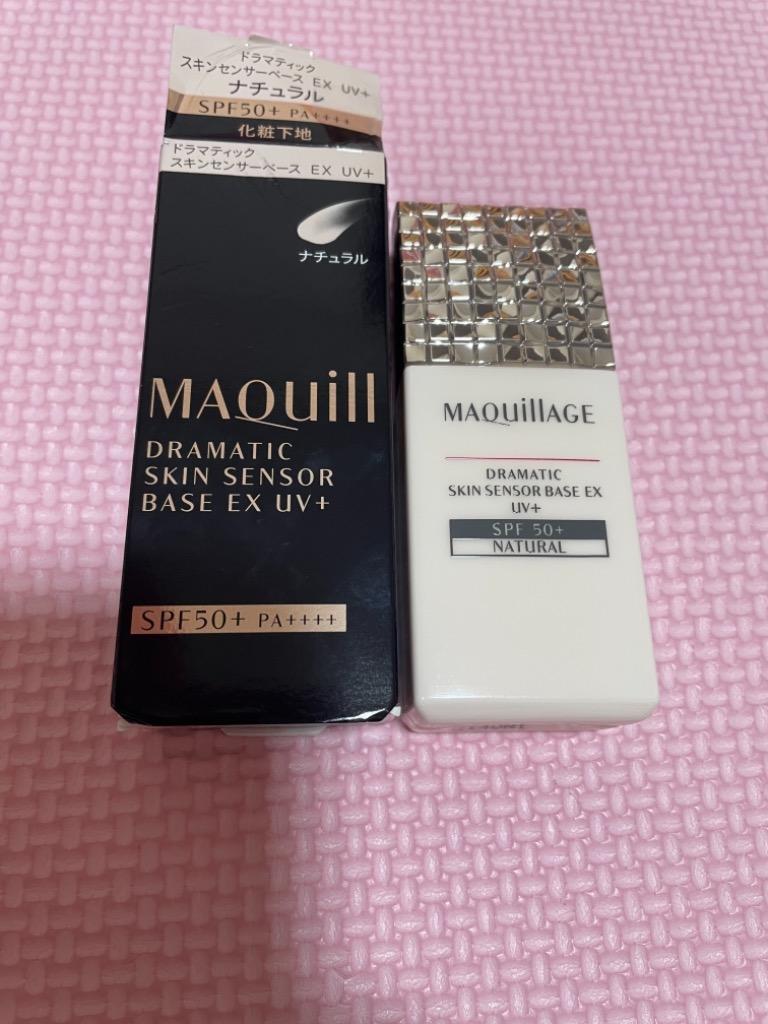 ドラマティック
スキンセンサーベース EX UV+
ナチュラル
SPF50+ PA++++
化粧下地
ドラマティック
スキンセンサーベース EX UV+
ナチュラル
MAQuill
DRAMATIC
SKIN SENSOR
BASE EX UV+
SPF50+ PA++++
MAQuillAGE
DRAMATIC
SKIN SENSOR BASE EX
UV+
SPF 50+
NATURAL